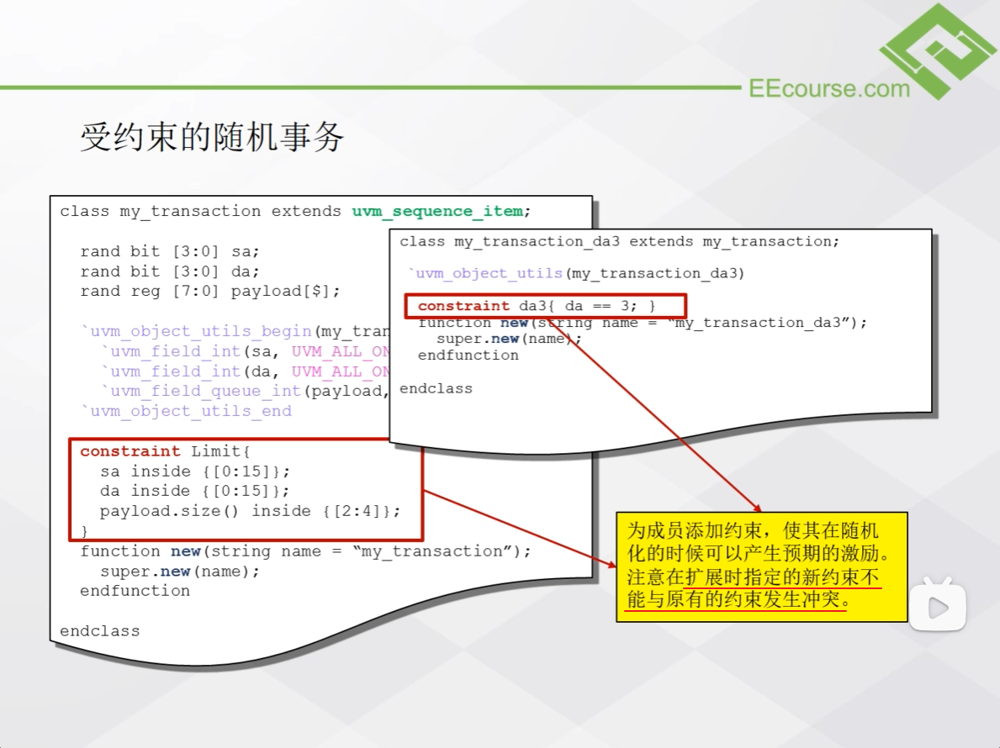 EEcourse.com
受约束的随机事务
class my_transaction extends uvm_sequence_item;
rand bit [3:0] sa;
rand bit [3:0] da;
rand reg [7:0] payload[$];
`uvm_object_utils_begin(my_tran
`uvm_field_int(sa, UVM_ALL_ON
`uvm_field_int(da, UVM_ALL_ON
`uvm_field_queue_int(payload,
`uvm_object_utils_end
constraint Limit{
sa inside {[0:15]};
da inside {[0:15]};
payload.size() inside {[2:4]};
}
function new(string name = “my_transaction”);
super.new(name);
endfunction
endclass
class my_transaction_da3 extends my_transaction;
`uvm_object_utils(my_transaction_da3)
constraint da3{ da == 3; }
function new(string name = “my_transaction_da3”);
super.new(name);
endfunction
endclass
为成员添加约束，使其在随机
化的时候可以产生预期的激励。
注意在扩展时指定的新约束不
能与原有的约束发生冲突。